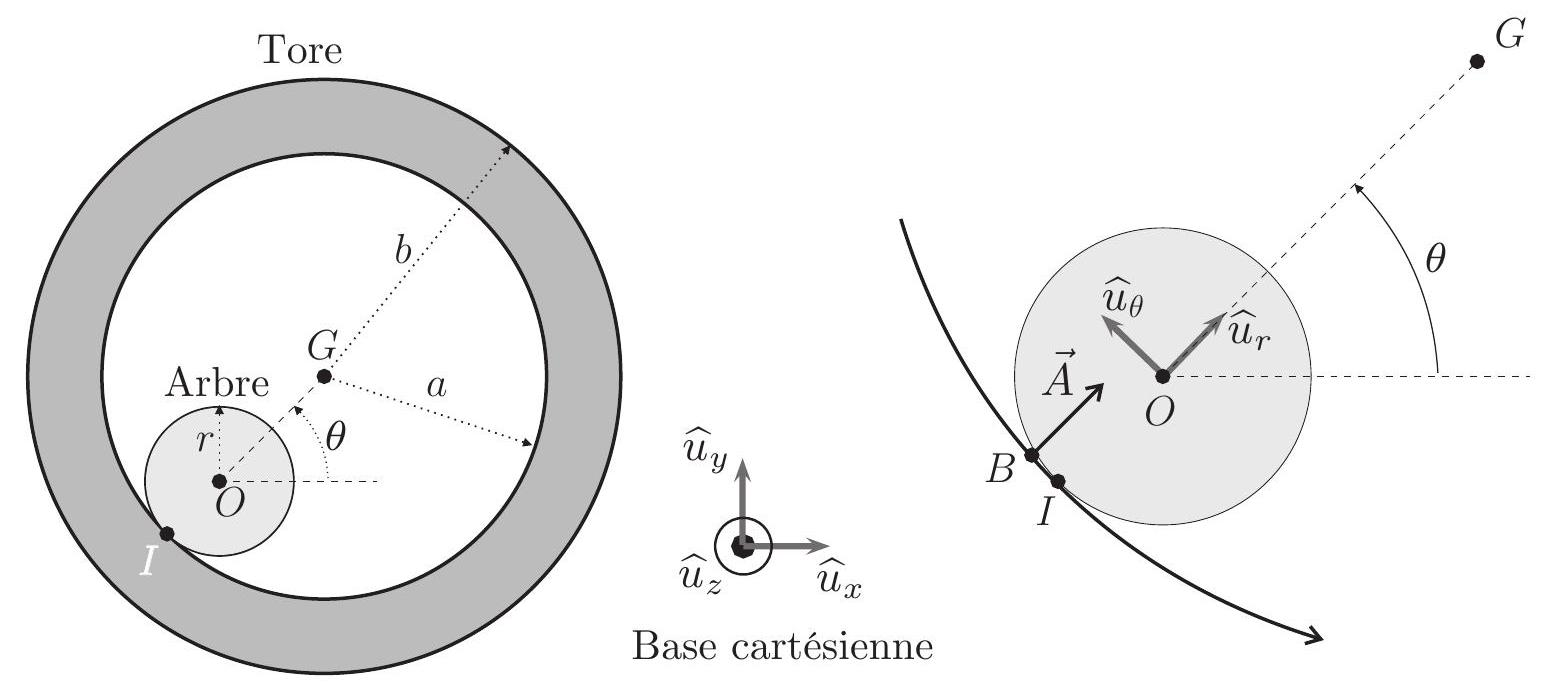 Tore
b
G
a
Arbre
r
θ
O
I
û_y
û_z
û_x
Base cartésienne
G
θ
û_θ
û_r
A⃗
O
B
I